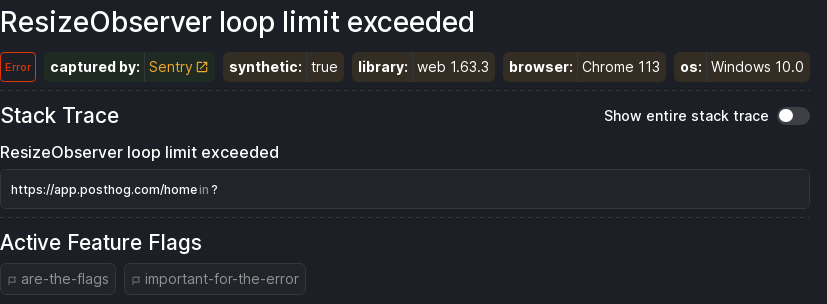 ResizeObserver loop limit exceeded
Error captured by: Sentry synthetic: true library: web 1.63.3 browser: Chrome 113 os: Windows 10.0
Stack Trace Show entire stack trace
ResizeObserver loop limit exceeded
https://app.posthog.com/home in ?
Active Feature Flags
are-the-flags important-for-the-error